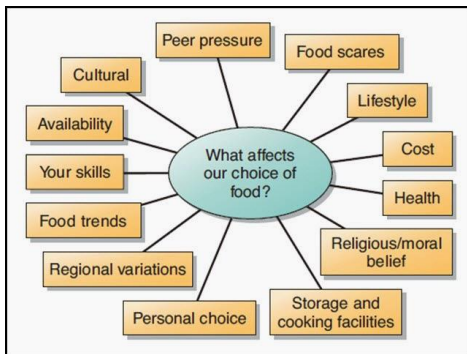 Peer pressure
Food scares
Cultural
Lifestyle
Availability
What affects
our choice of
food?
Cost
Your skills
Health
Food trends
Religious/moral
belief
Regional variations
Storage and
cooking facilities
Personal choice